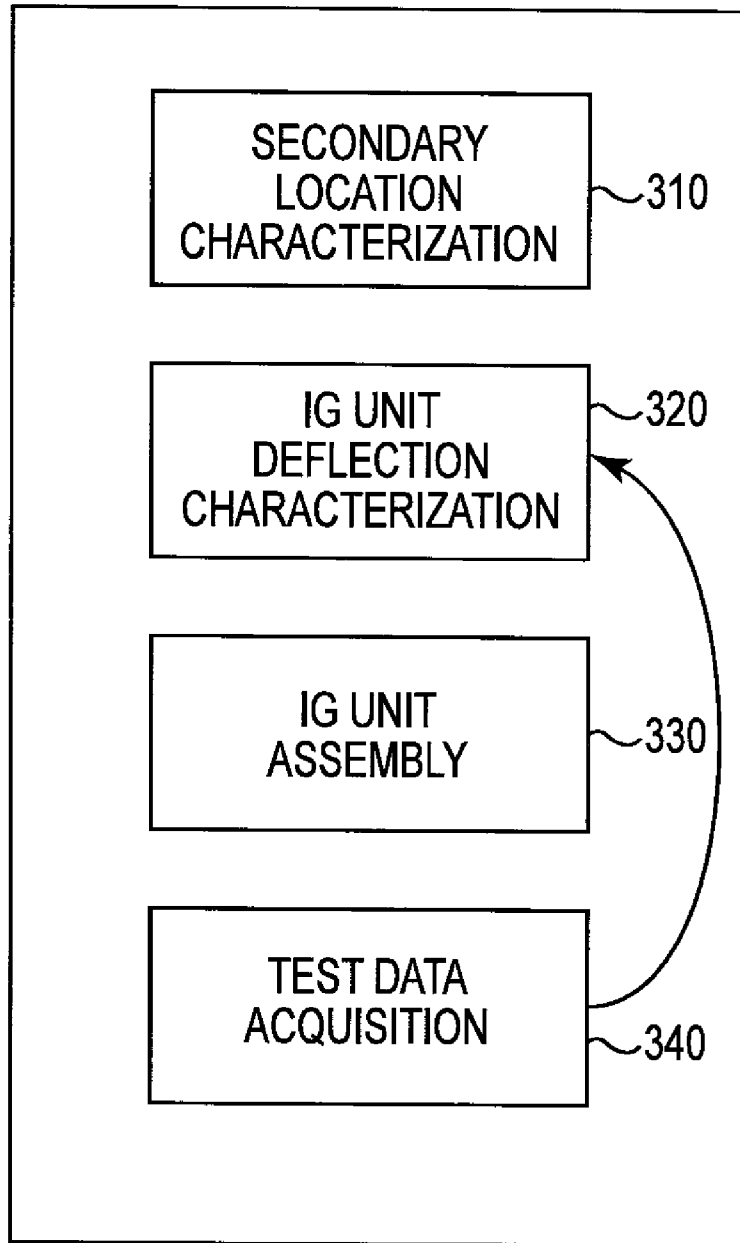 SECONDARY
LOCATION
CHARACTERIZATION
310
IG UNIT
DEFLECTION
CHARACTERIZATION
320
IG UNIT
ASSEMBLY
330
TEST DATA
ACQUISITION
340